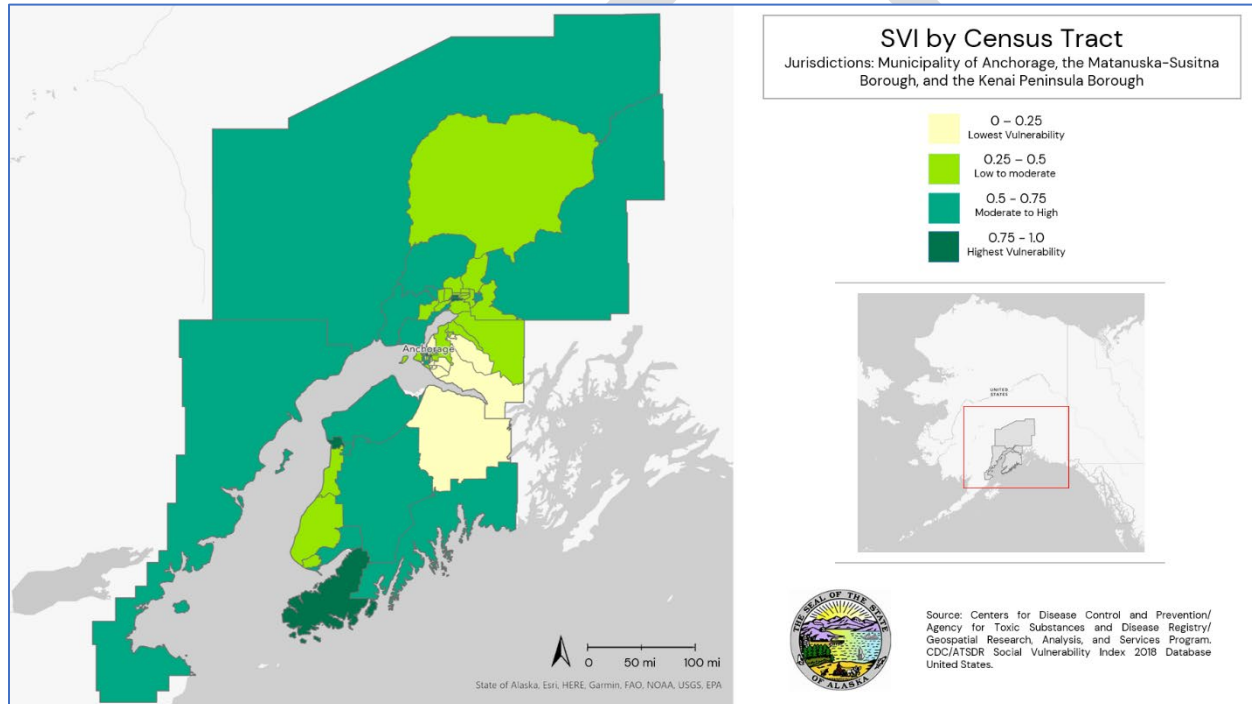 SVI by Census Tract
Jurisdictions: Municipality of Anchorage, the Matanuska-Susitna
Borough, and the Kenai Peninsula Borough
0 – 0.25
Lowest Vulnerability
0.25 – 0.5
Low to moderate
0.5 - 0.75
Moderate to High
0.75 - 1.0
Highest Vulnerability
Anchorage
UNITED
STATES
0 50 mi 100 mi
State of Alaska, Esri, HERE, Garmin, FAO, NOAA, USGS, EPA
THE SEAL OF THE STATE
OF ALASKA
Source: Centers for Disease Control and Prevention/
Agency for Toxic Substances and Disease Registry/
Geospatial Research, Analysis, and Services Program.
CDC/ATSDR Social Vulnerability Index 2018 Database
United States.